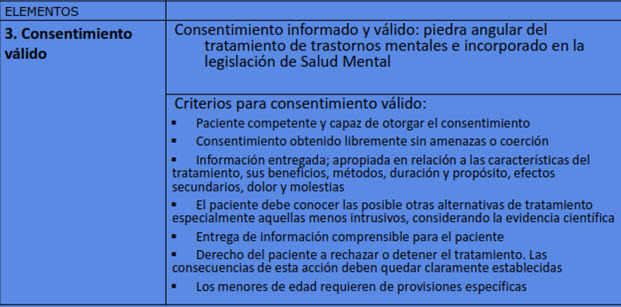 ELEMENTOS
3. Consentimiento
válido
Consentimiento informado y válido: piedra angular del
tratamiento de trastornos mentales e incorporado en la
legislación de Salud Mental
Criterios para consentimiento válido:
▪ Paciente competente y capaz de otorgar el consentimiento
▪ Consentimiento obtenido libremente sin amenazas o coerción
▪ Información entregada; apropiada en relación a las características del
tratamiento, sus beneficios, métodos, duración y propósito, efectos
secundarios, dolor y molestias
▪ El paciente debe conocer las posible otras alternativas de tratamiento
especialmente aquellas menos intrusivos, considerando la evidencia científica
▪ Entrega de información comprensible para el paciente
▪ Derecho del paciente a rechazar o detener el tratamiento. Las
consecuencias de esta acción deben quedar claramente establecidas
▪ Los menores de edad requieren de provisiones específicas